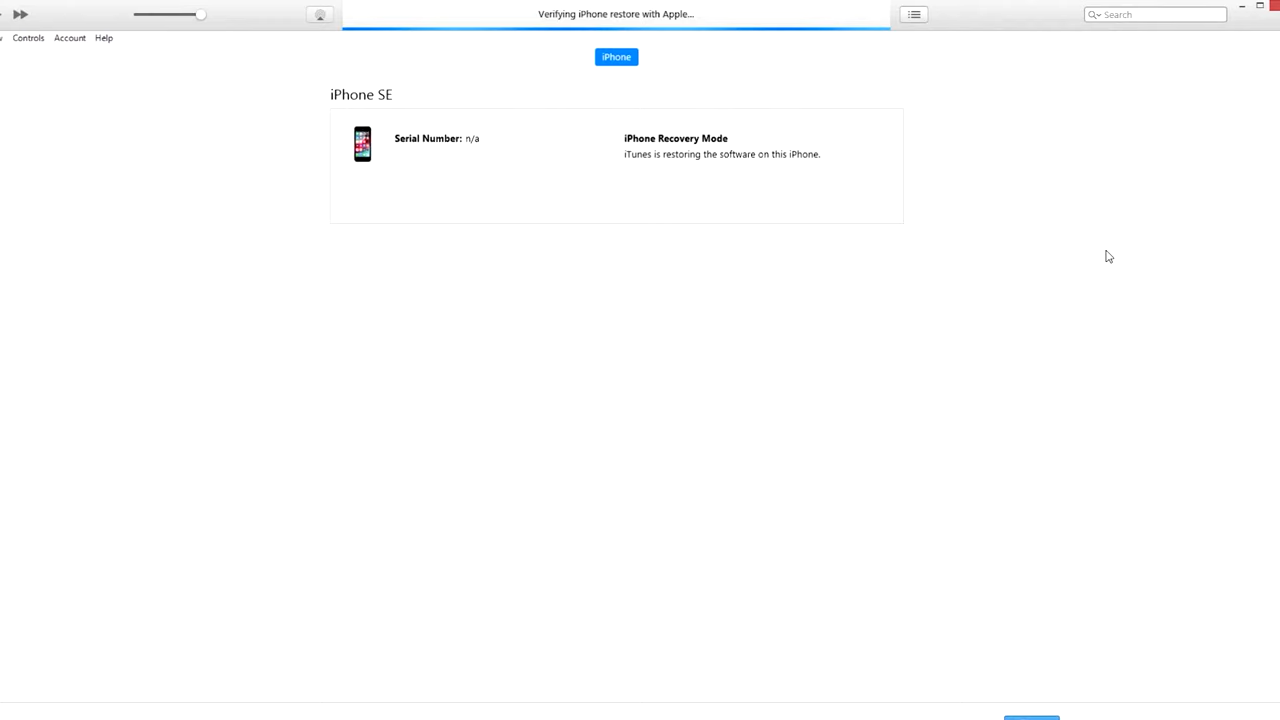 Verifying iPhone restore with Apple...
Search
Controls Account Help
iPhone
iPhone SE
Serial Number: n/a
iPhone Recovery Mode
iTunes is restoring the software on this iPhone.